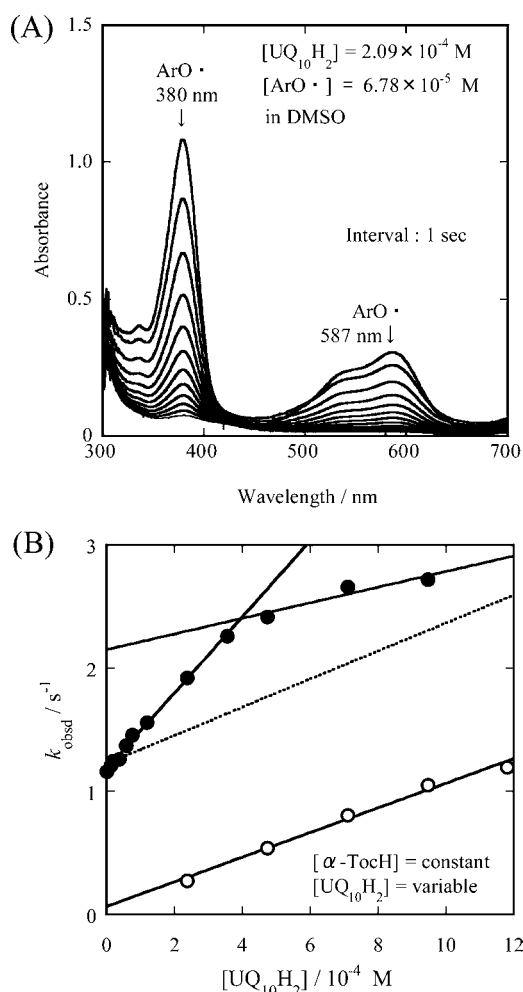 (A)
1.5
1.0
0.5
0
Absorbance
ArO・
380 nm
↓
[UQ₁₀H₂] = 2.09×10⁻⁴ M
[ArO・] = 6.78×10⁻⁵ M
in DMSO
Interval : 1 sec
ArO・
587 nm↓
300 400 500 600 700
Wavelength / nm
(B)
3
2
1
0
k_obsd / s⁻¹
[α-TocH] = constant
[UQ₁₀H₂] = variable
0 2 4 6 8 10 12
[UQ₁₀H₂] / 10⁻⁴ M